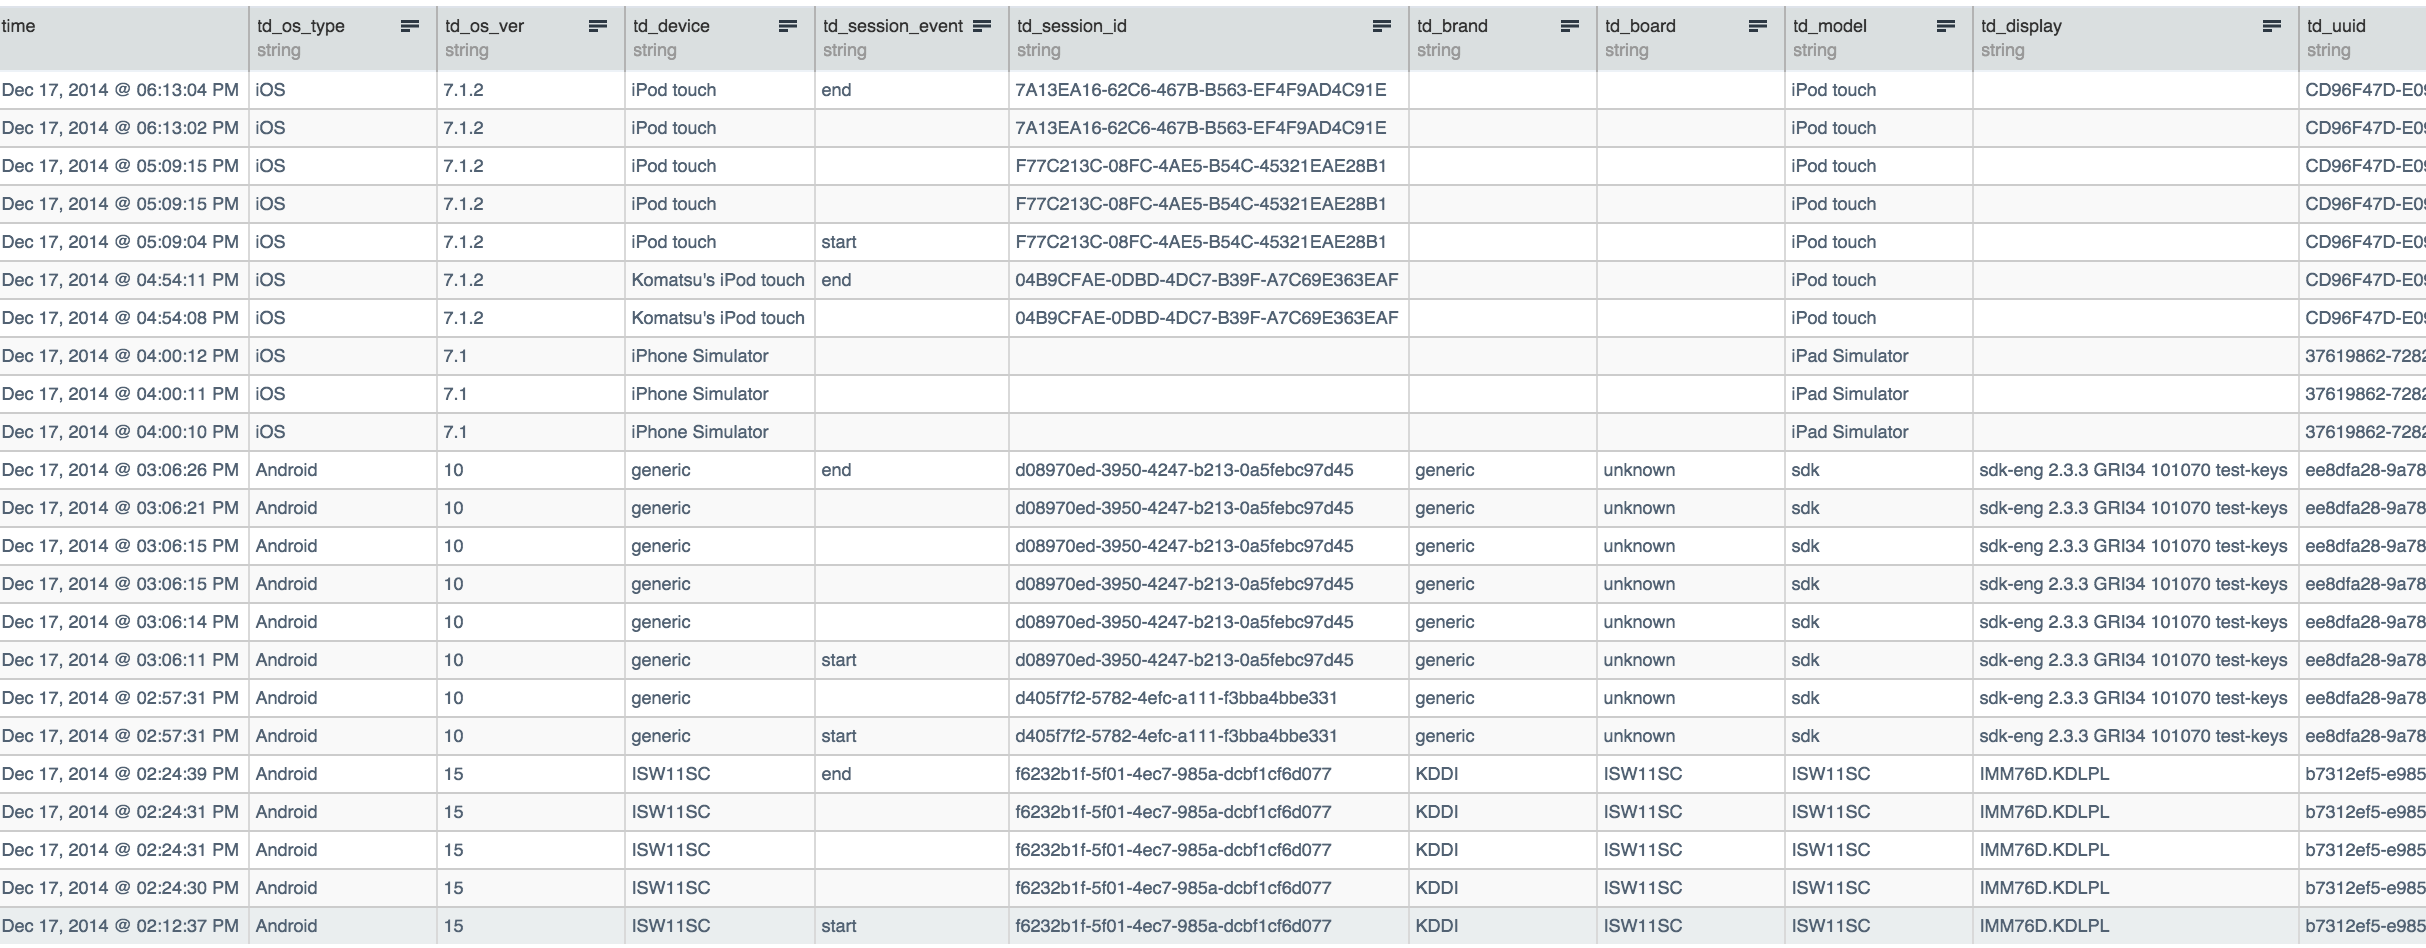 time td_os_type td_os_ver td_device td_session_event td_session_id td_brand td_board td_model td_display td_uuid
string string string string string string string string string string
Dec 17, 2014 @ 06:13:04 PM iOS 7.1.2 iPod touch end 7A13EA16-62C6-467B-B563-EF4F9AD4C91E iPod touch CD96F47D-E09
Dec 17, 2014 @ 06:13:02 PM iOS 7.1.2 iPod touch 7A13EA16-62C6-467B-B563-EF4F9AD4C91E iPod touch CD96F47D-E09
Dec 17, 2014 @ 05:09:15 PM iOS 7.1.2 iPod touch F77C213C-08FC-4AE5-B54C-45321EAE28B1 iPod touch CD96F47D-E09
Dec 17, 2014 @ 05:09:15 PM iOS 7.1.2 iPod touch F77C213C-08FC-4AE5-B54C-45321EAE28B1 iPod touch CD96F47D-E09
Dec 17, 2014 @ 05:09:04 PM iOS 7.1.2 iPod touch start F77C213C-08FC-4AE5-B54C-45321EAE28B1 iPod touch CD96F47D-E09
Dec 17, 2014 @ 04:54:11 PM iOS 7.1.2 Komatsu's iPod touch end 04B9CFAE-0DBD-4DC7-B39F-A7C69E363EAF iPod touch CD96F47D-E09
Dec 17, 2014 @ 04:54:08 PM iOS 7.1.2 Komatsu's iPod touch 04B9CFAE-0DBD-4DC7-B39F-A7C69E363EAF iPod touch CD96F47D-E09
Dec 17, 2014 @ 04:00:12 PM iOS 7.1 iPhone Simulator iPad Simulator 37619862-7282
Dec 17, 2014 @ 04:00:11 PM iOS 7.1 iPhone Simulator iPad Simulator 37619862-7282
Dec 17, 2014 @ 04:00:10 PM iOS 7.1 iPhone Simulator iPad Simulator 37619862-7282
Dec 17, 2014 @ 03:06:26 PM Android 10 generic end d08970ed-3950-4247-b213-0a5febc97d45 generic unknown sdk sdk-eng 2.3.3 GRI34 101070 test-keys ee8dfa28-9a78
Dec 17, 2014 @ 03:06:21 PM Android 10 generic d08970ed-3950-4247-b213-0a5febc97d45 generic unknown sdk sdk-eng 2.3.3 GRI34 101070 test-keys ee8dfa28-9a78
Dec 17, 2014 @ 03:06:15 PM Android 10 generic d08970ed-3950-4247-b213-0a5febc97d45 generic unknown sdk sdk-eng 2.3.3 GRI34 101070 test-keys ee8dfa28-9a78
Dec 17, 2014 @ 03:06:15 PM Android 10 generic d08970ed-3950-4247-b213-0a5febc97d45 generic unknown sdk sdk-eng 2.3.3 GRI34 101070 test-keys ee8dfa28-9a78
Dec 17, 2014 @ 03:06:14 PM Android 10 generic d08970ed-3950-4247-b213-0a5febc97d45 generic unknown sdk sdk-eng 2.3.3 GRI34 101070 test-keys ee8dfa28-9a78
Dec 17, 2014 @ 03:06:11 PM Android 10 generic start d08970ed-3950-4247-b213-0a5febc97d45 generic unknown sdk sdk-eng 2.3.3 GRI34 101070 test-keys ee8dfa28-9a78
Dec 17, 2014 @ 02:57:31 PM Android 10 generic d405f7f2-5782-4efc-a111-f3bba4bbe331 generic unknown sdk sdk-eng 2.3.3 GRI34 101070 test-keys ee8dfa28-9a78
Dec 17, 2014 @ 02:57:31 PM Android 10 generic start d405f7f2-5782-4efc-a111-f3bba4bbe331 generic unknown sdk sdk-eng 2.3.3 GRI34 101070 test-keys ee8dfa28-9a78
Dec 17, 2014 @ 02:24:39 PM Android 15 ISW11SC end f6232b1f-5f01-4ec7-985a-dcbf1cf6d077 KDDI ISW11SC ISW11SC IMM76D.KDLPL b7312ef5-e985
Dec 17, 2014 @ 02:24:31 PM Android 15 ISW11SC f6232b1f-5f01-4ec7-985a-dcbf1cf6d077 KDDI ISW11SC ISW11SC IMM76D.KDLPL b7312ef5-e985
Dec 17, 2014 @ 02:24:31 PM Android 15 ISW11SC f6232b1f-5f01-4ec7-985a-dcbf1cf6d077 KDDI ISW11SC ISW11SC IMM76D.KDLPL b7312ef5-e985
Dec 17, 2014 @ 02:24:30 PM Android 15 ISW11SC f6232b1f-5f01-4ec7-985a-dcbf1cf6d077 KDDI ISW11SC ISW11SC IMM76D.KDLPL b7312ef5-e985
Dec 17, 2014 @ 02:12:37 PM Android 15 ISW11SC start f6232b1f-5f01-4ec7-985a-dcbf1cf6d077 KDDI ISW11SC ISW11SC IMM76D.KDLPL b7312ef5-e985